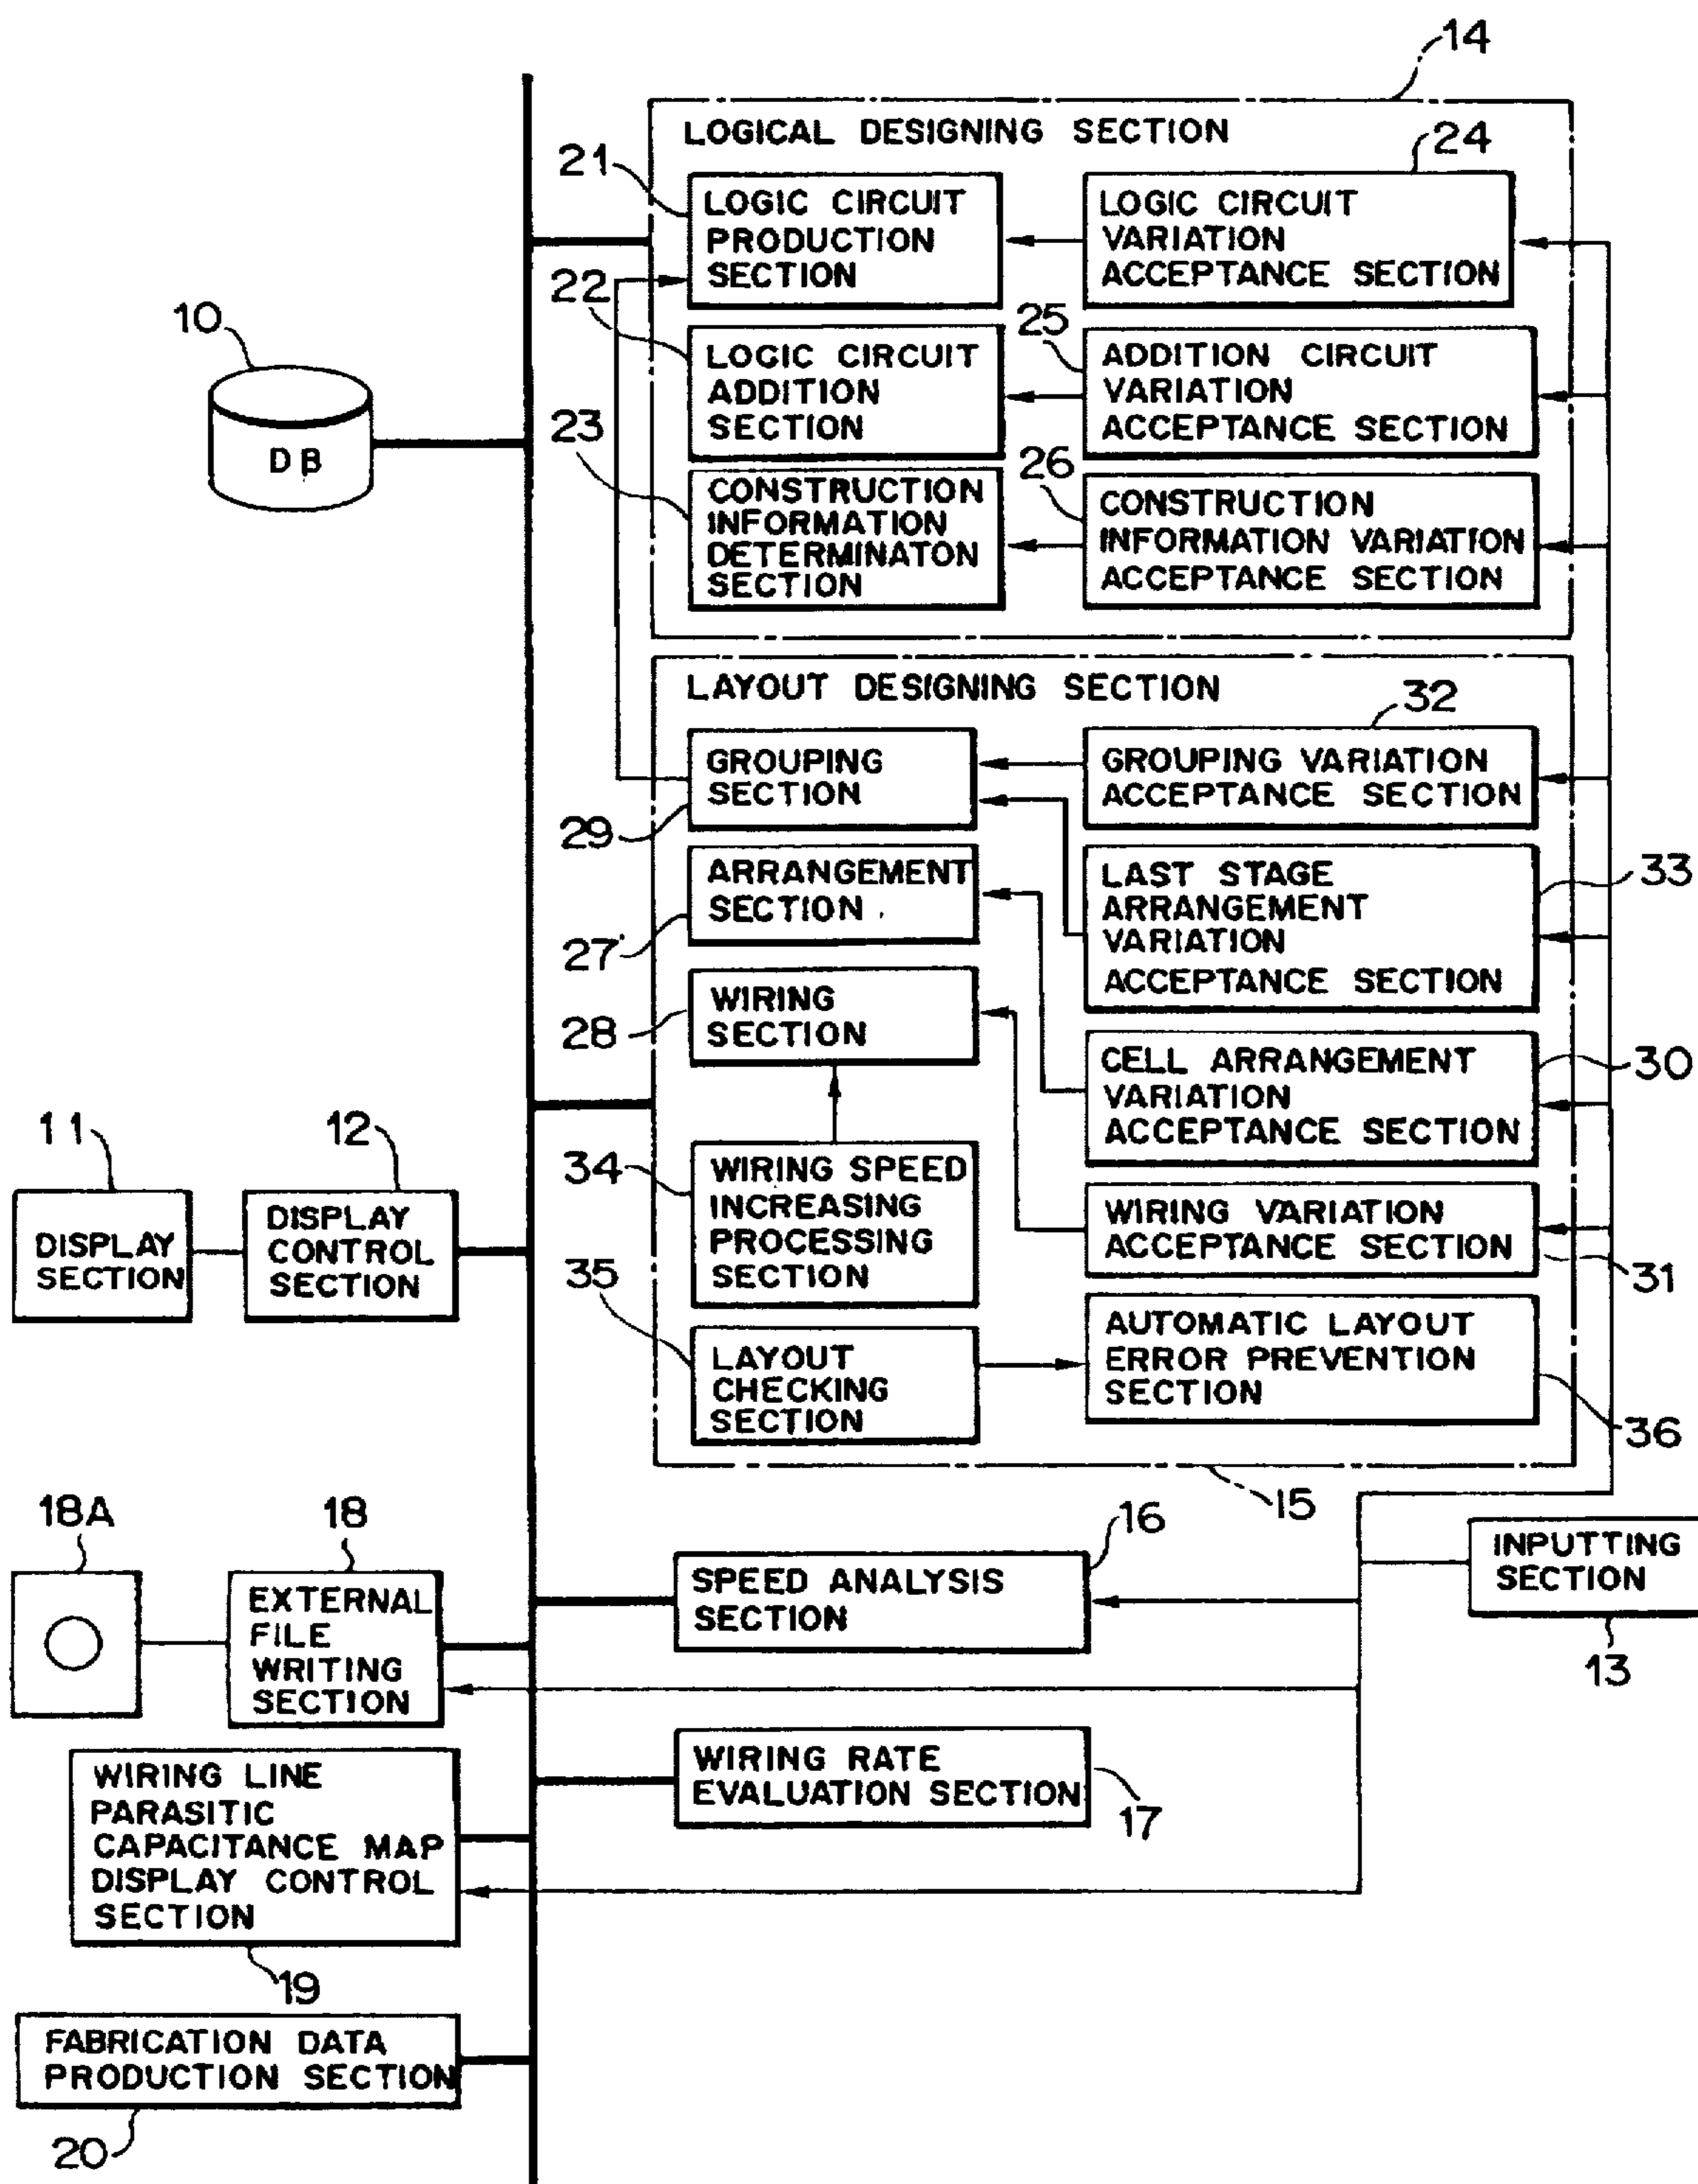 14
LOGICAL DESIGNING SECTION
21
LOGIC CIRCUIT
PRODUCTION
SECTION
24
LOGIC CIRCUIT
VARIATION
ACCEPTANCE SECTION
22
LOGIC CIRCUIT
ADDITION
SECTION
25
ADDITION CIRCUIT
VARIATION
ACCEPTANCE SECTION
23
CONSTRUCTION
INFORMATION
DETERMINATON
SECTION
26
CONSTRUCTION
INFORMATION VARIATION
ACCEPTANCE SECTION
10
DB
LAYOUT DESIGNING SECTION
GROUPING
SECTION
29
32
GROUPING VARIATION
ACCEPTANCE SECTION
ARRANGEMENT
SECTION
27
LAST STAGE
ARRANGEMENT
VARIATION
ACCEPTANCE SECTION
33
WIRING
SECTION
28
CELL ARRANGEMENT
VARIATION
ACCEPTANCE SECTION
30
34
WIRING SPEED
INCREASING
PROCESSING
SECTION
WIRING VARIATION
ACCEPTANCE SECTION
31
35
LAYOUT
CHECKING
SECTION
AUTOMATIC LAYOUT
ERROR PREVENTION
SECTION
36
15
11
DISPLAY
SECTION
12
DISPLAY
CONTROL
SECTION
18A
18
EXTERNAL
FILE
WRITING
SECTION
16
SPEED ANALYSIS
SECTION
INPUTTING
SECTION
13
WIRING LINE
PARASITIC
CAPACITANCE MAP
DISPLAY CONTROL
SECTION
19
WIRING RATE
EVALUATION SECTION
17
FABRICATION DATA
PRODUCTION SECTION
20